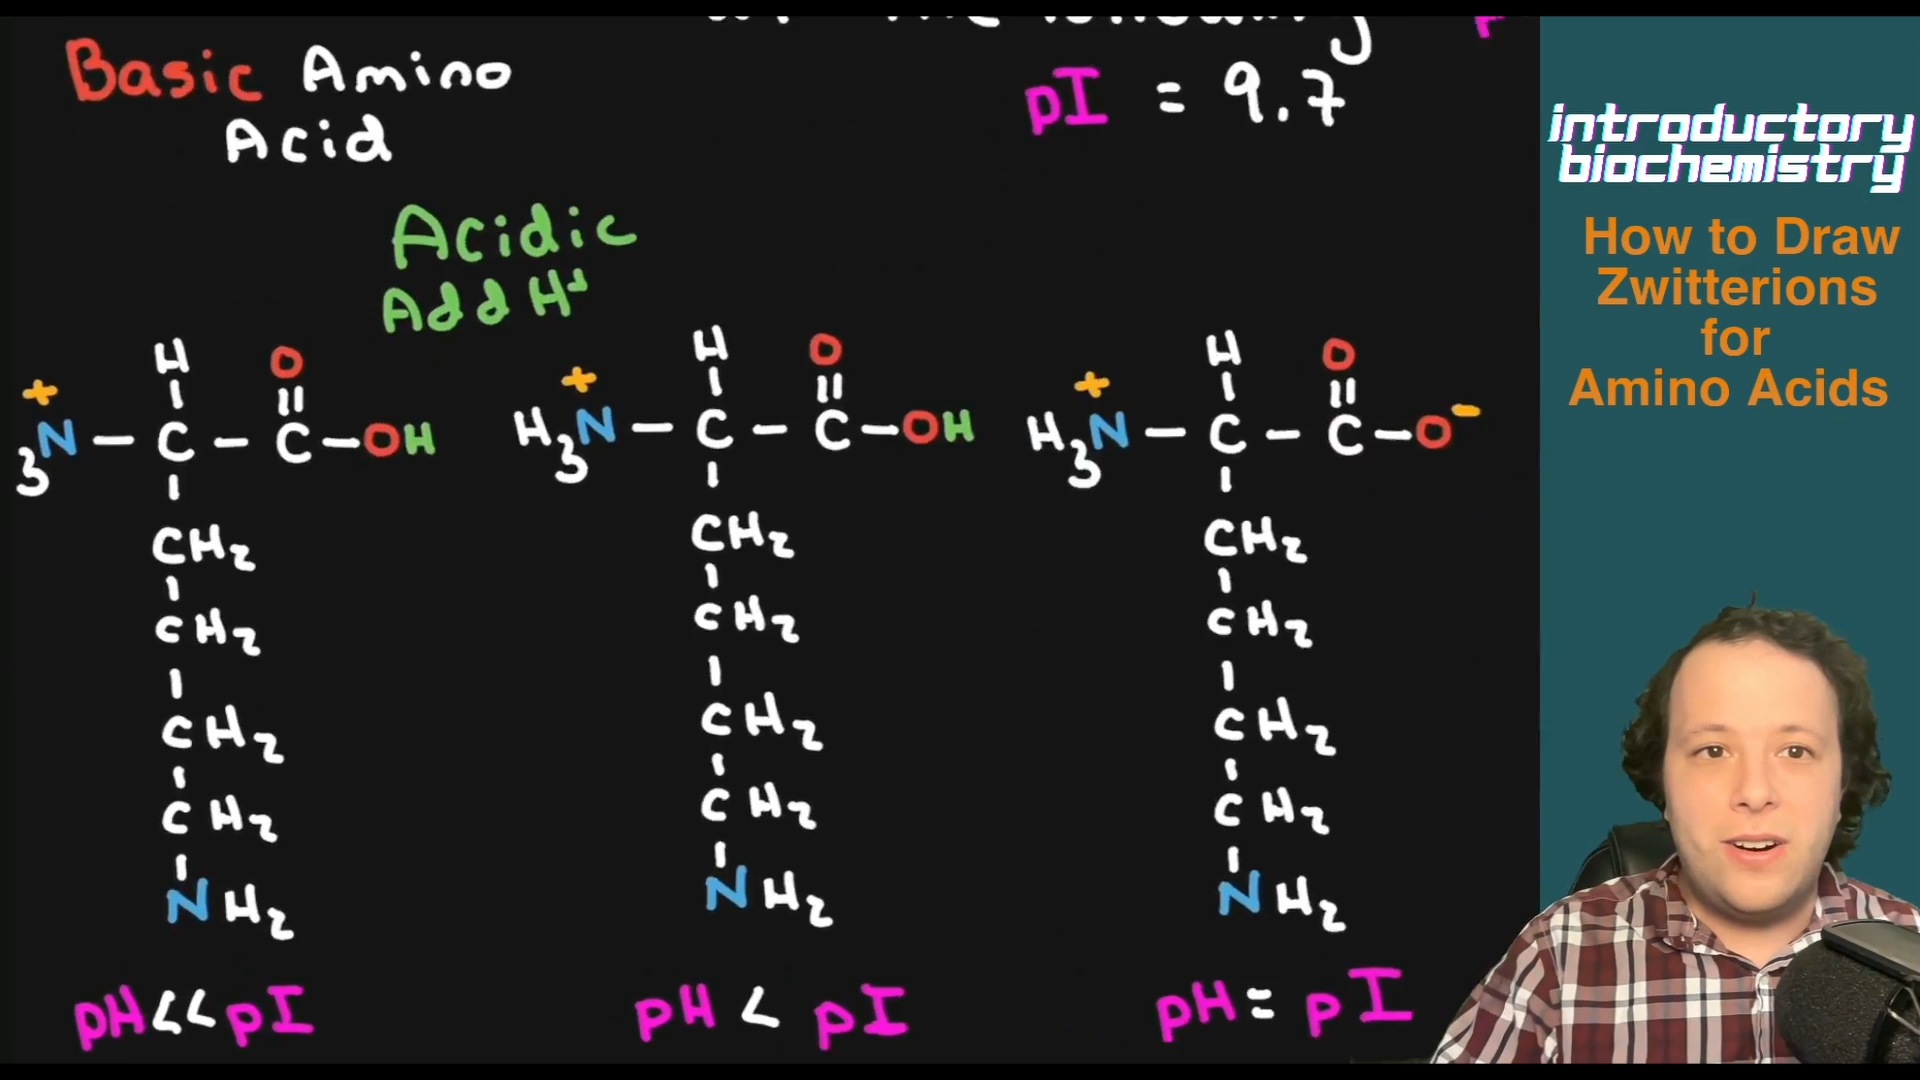 the following
Basic Amino
Acid
pI = 9.7
Acidic
Add H+
H O
+
3N - C - C - OH
CH2
CH2
CH2
CH2
NH2
pH << pI
H O
+
H3N - C - C - OH
CH2
CH2
CH2
CH2
NH2
pH < pI
H O
+
H3N - C - C - O-
CH2
CH2
CH2
CH2
NH2
pH = pI
introductory
biochemistry
How to Draw
Zwitterions
for
Amino Acids